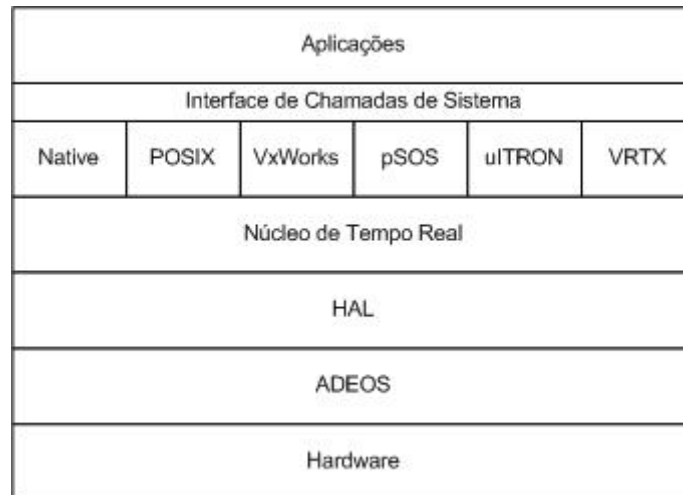 Aplicações
Interface de Chamadas de Sistema
Native POSIX VxWorks pSOS uITRON VRTX
Núcleo de Tempo Real
HAL
ADEOS
Hardware